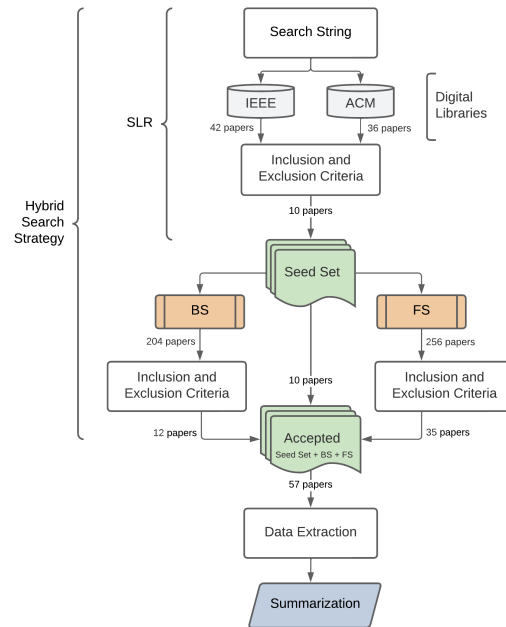 Search String
IEEE
ACM
Digital
Libraries
SLR
42 papers
36 papers
Inclusion and
Exclusion Criteria
10 papers
Hybrid
Search
Strategy
Seed Set
BS
FS
204 papers
256 papers
Inclusion and
Exclusion Criteria
10 papers
Inclusion and
Exclusion Criteria
12 papers
35 papers
Accepted
Seed Set + BS + FS
57 papers
Data Extraction
Summarization